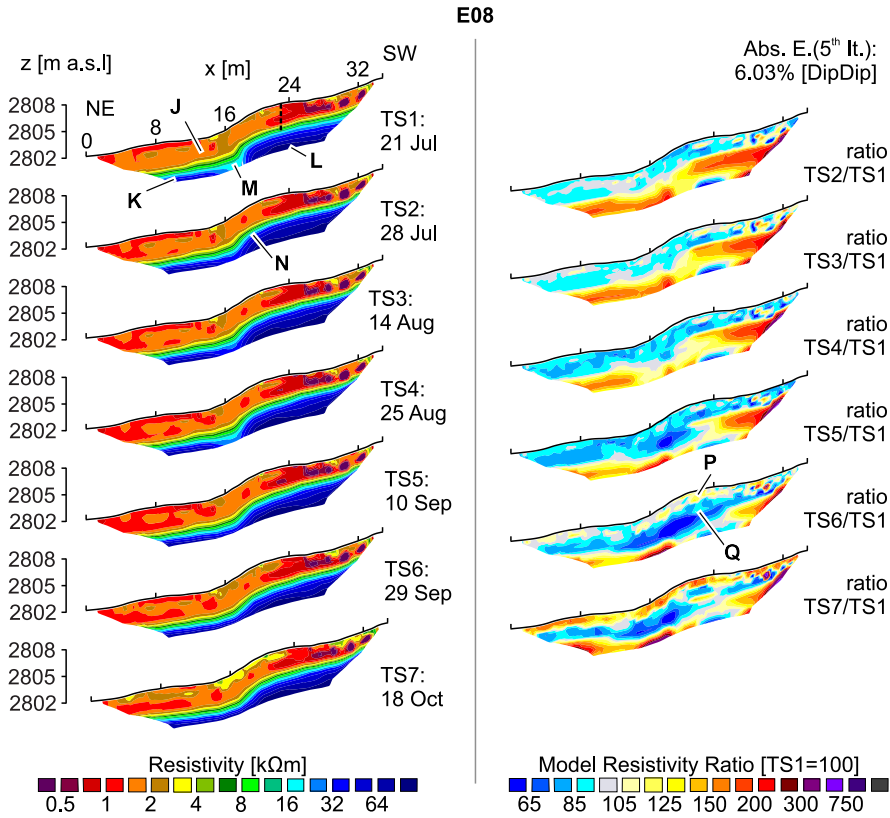 E08
z [m a.s.l]
x [m]
SW
NE
J
0
8
16
24
32
2808
2805
2802
TS1:
21 Jul
K
M
L
2808
2805
2802
TS2:
28 Jul
N
2808
2805
2802
TS3:
14 Aug
2808
2805
2802
TS4:
25 Aug
2808
2805
2802
TS5:
10 Sep
2808
2805
2802
TS6:
29 Sep
2808
2805
2802
TS7:
18 Oct
Resistivity [kΩm]
0.5 1 2 4 8 16 32 64
Abs. E.(5th It.):
6.03% [DipDip]
ratio
TS2/TS1
ratio
TS3/TS1
ratio
TS4/TS1
ratio
TS5/TS1
P
ratio
TS6/TS1
Q
ratio
TS7/TS1
Model Resistivity Ratio [TS1=100]
65 85 105 125 150 200 300 750